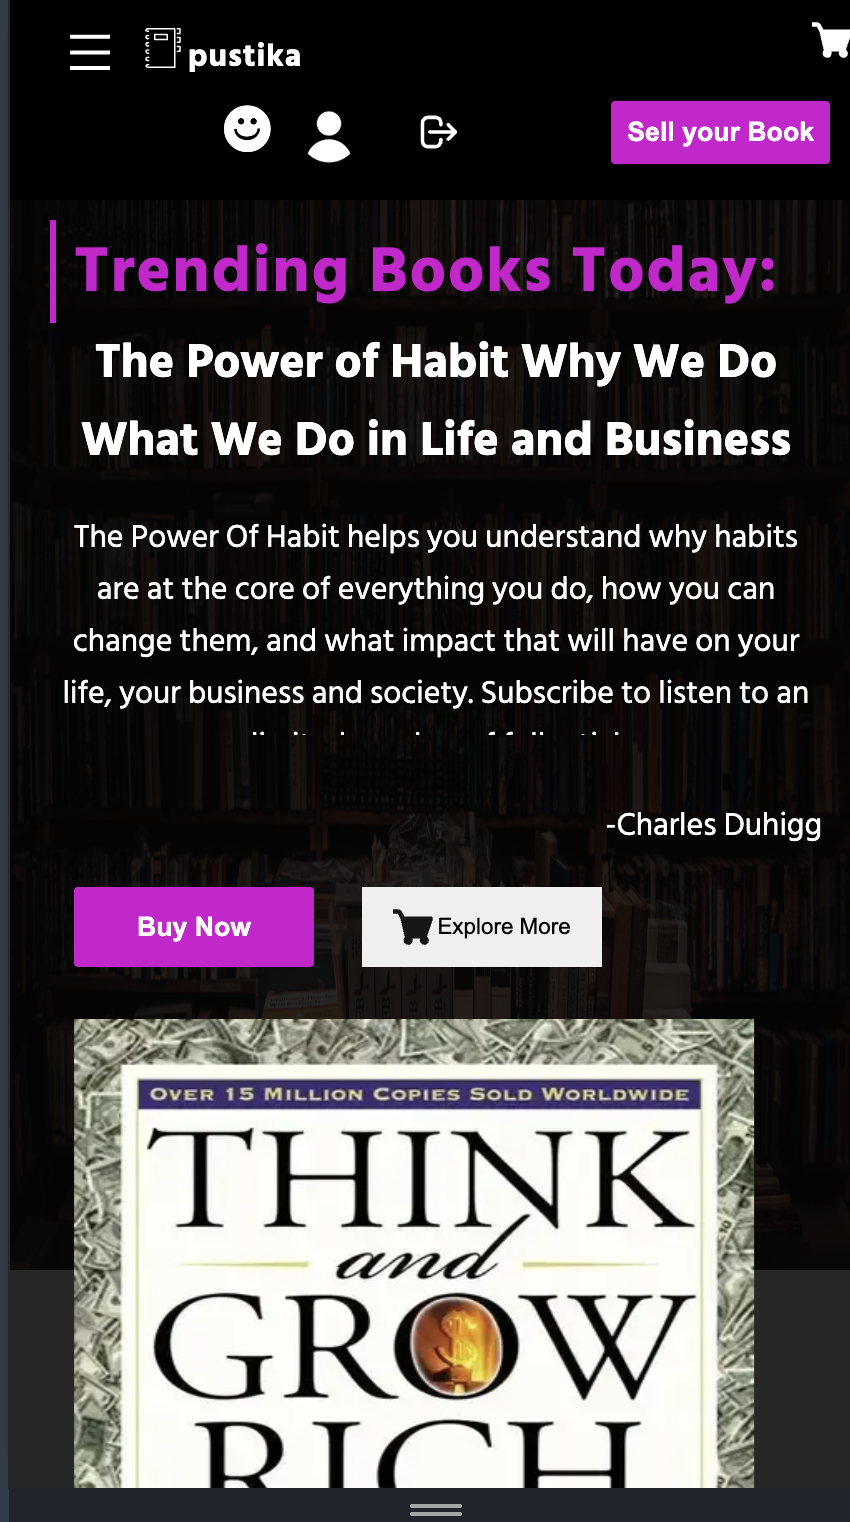 pustika
Sell your Book
Trending Books Today:
The Power of Habit Why We Do
What We Do in Life and Business
The Power Of Habit helps you understand why habits
are at the core of everything you do, how you can
change them, and what impact that will have on your
life, your business and society. Subscribe to listen to an
-Charles Duhigg
Buy Now
Explore More
OVER 15 MILLION COPIES SOLD WORLDWIDE
THINK
and
GROW
RICH